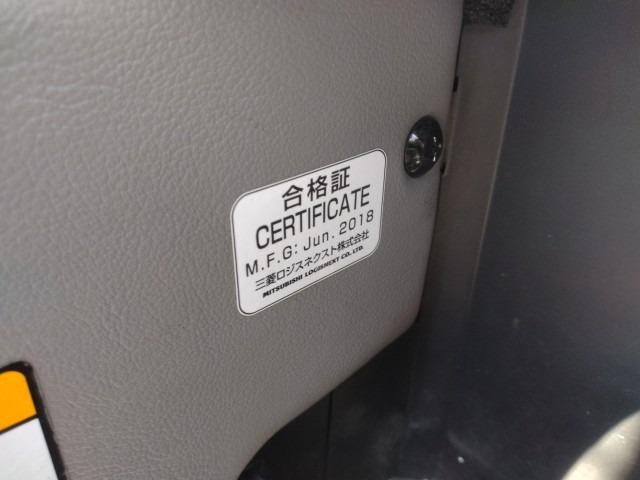 合格証
CERTIFICATE
M.F.G: Jun. 2018
三菱ロジスネクスト株式会社
MITSUBISHI LOGISNEXT CO., LTD.